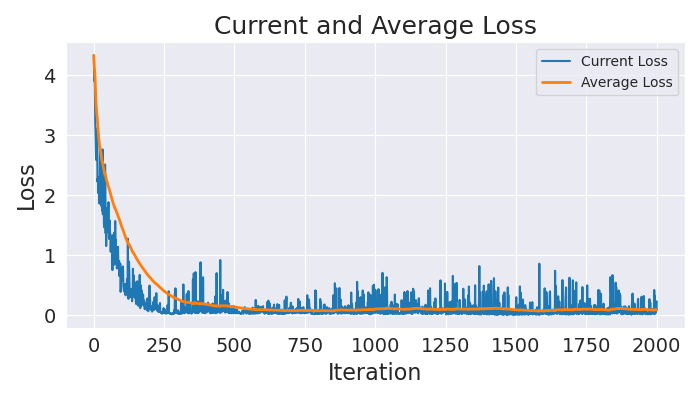 Current and Average Loss
Current Loss
Average Loss
4
3
2
1
0
Loss
0 250 500 750 1000 1250 1500 1750 2000
Iteration